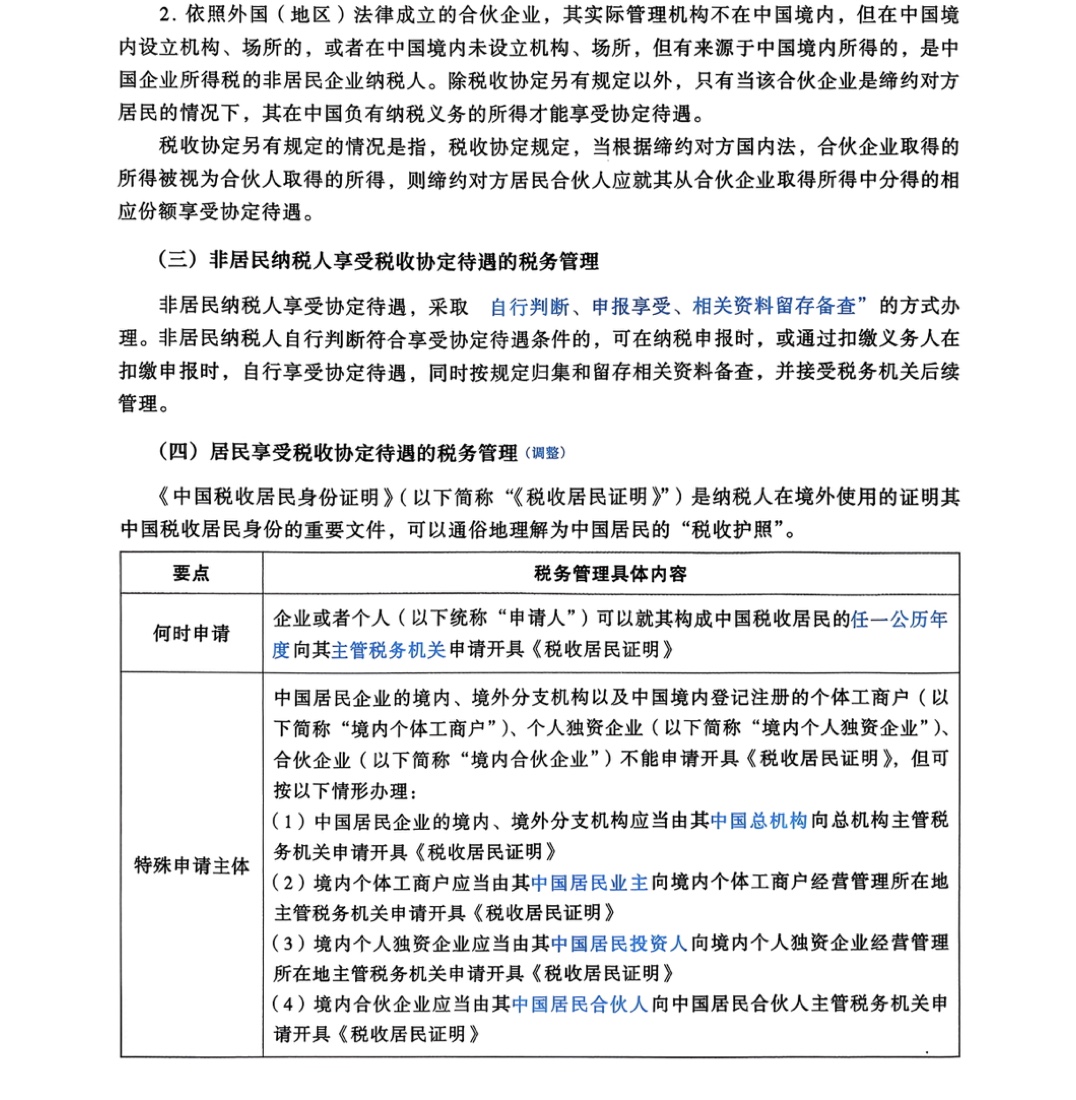 2. 依照外国（地区）法律成立的合伙企业，其实际管理机构不在中国境内，但在中国境
内设立机构、场所的，或者在中国境内未设立机构、场所，但有来源于中国境内所得的，是中
国企业所得税的非居民企业纳税人。除税收协定另有规定以外，只有当该合伙企业是缔约对方
居民的情况下，其在中国负有纳税义务的所得才能享受协定待遇。
税收协定另有规定的情况是指，税收协定规定，当根据缔约对方国内法，合伙企业取得的
所得被视为合伙人取得的所得，则缔约对方居民合伙人应就其从合伙企业取得所得中分得的相
应份额享受协定待遇。
（三）非居民纳税人享受税收协定待遇的税务管理
非居民纳税人享受协定待遇，采取 自行判断、申报享受、相关资料留存备查”的方式办
理。非居民纳税人自行判断符合享受协定待遇条件的，可在纳税申报时，或通过扣缴义务人在
扣缴申报时，自行享受协定待遇，同时按规定归集和留存相关资料备查，并接受税务机关后续
管理。
（四）居民享受税收协定待遇的税务管理（调整）
《中国税收居民身份证明》（以下简称“《税收居民证明》”）是纳税人在境外使用的证明其
中国税收居民身份的重要文件，可以通俗地理解为中国居民的“税收护照”。
要点 税务管理具体内容
何时申请
企业或者个人（以下统称“申请人”）可以就其构成中国税收居民的任一公历年
度向其主管税务机关申请开具《税收居民证明》
特殊申请主体
中国居民企业的境内、境外分支机构以及中国境内登记注册的个体工商户（以
下简称“境内个体工商户”）、个人独资企业（以下简称“境内个人独资企业”）、
合伙企业（以下简称“境内合伙企业”）不能申请开具《税收居民证明》，但可
按以下情形办理：
（1）中国居民企业的境内、境外分支机构应当由其中国总机构向总机构主管税
务机关申请开具《税收居民证明》
（2）境内个体工商户应当由其中国居民业主向境内个体工商户经营管理所在地
主管税务机关申请开具《税收居民证明》
（3）境内个人独资企业应当由其中国居民投资人向境内个人独资企业经营管理
所在地主管税务机关申请开具《税收居民证明》
（4）境内合伙企业应当由其中国居民合伙人向中国居民合伙人主管税务机关申
请开具《税收居民证明》